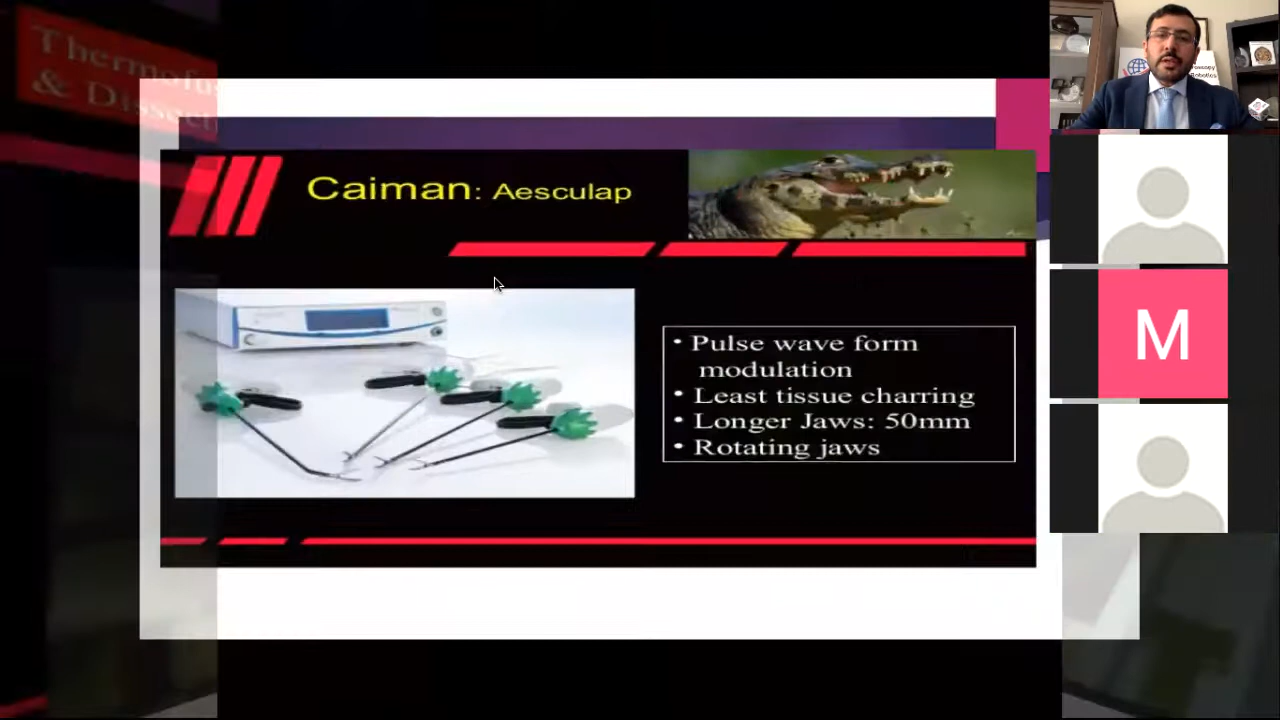 Caiman: Aesculap
• Pulse wave form
modulation
• Least tissue charring
• Longer Jaws: 50mm
• Rotating jaws
M